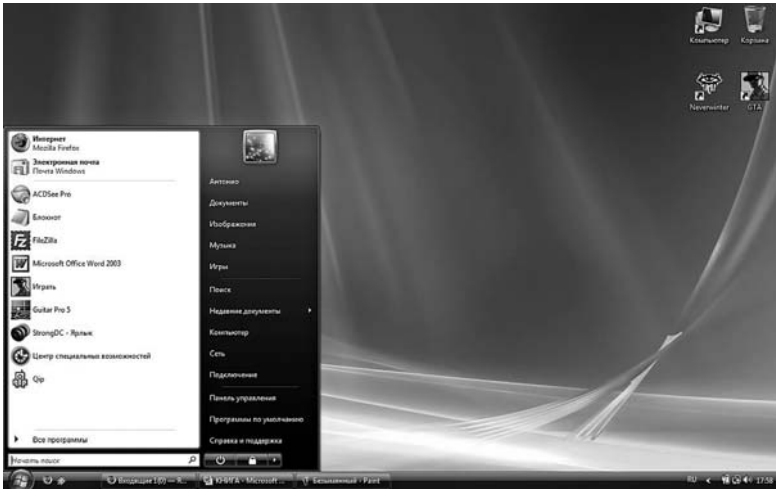 Компьютер
Корзина
Neverwinter
GTA
Интернет
Mozilla Firefox
Электронная почта
Почта Windows
ACDSee Pro
Блокнот
FileZilla
Microsoft Office Word 2003
Играть
Guitar Pro 5
StrongDC - Ярлык
Центр специальных возможностей
Qip
Все программы
Начать поиск
Антонио
Документы
Изображения
Музыка
Игры
Поиск
Недавние документы
Компьютер
Сеть
Подключение
Панель управления
Программы по умолчанию
Справка и поддержка
Входящие 1(0) — Я...
КНИГА - Microsoft ...
Безымянный - Paint
RU
17:58